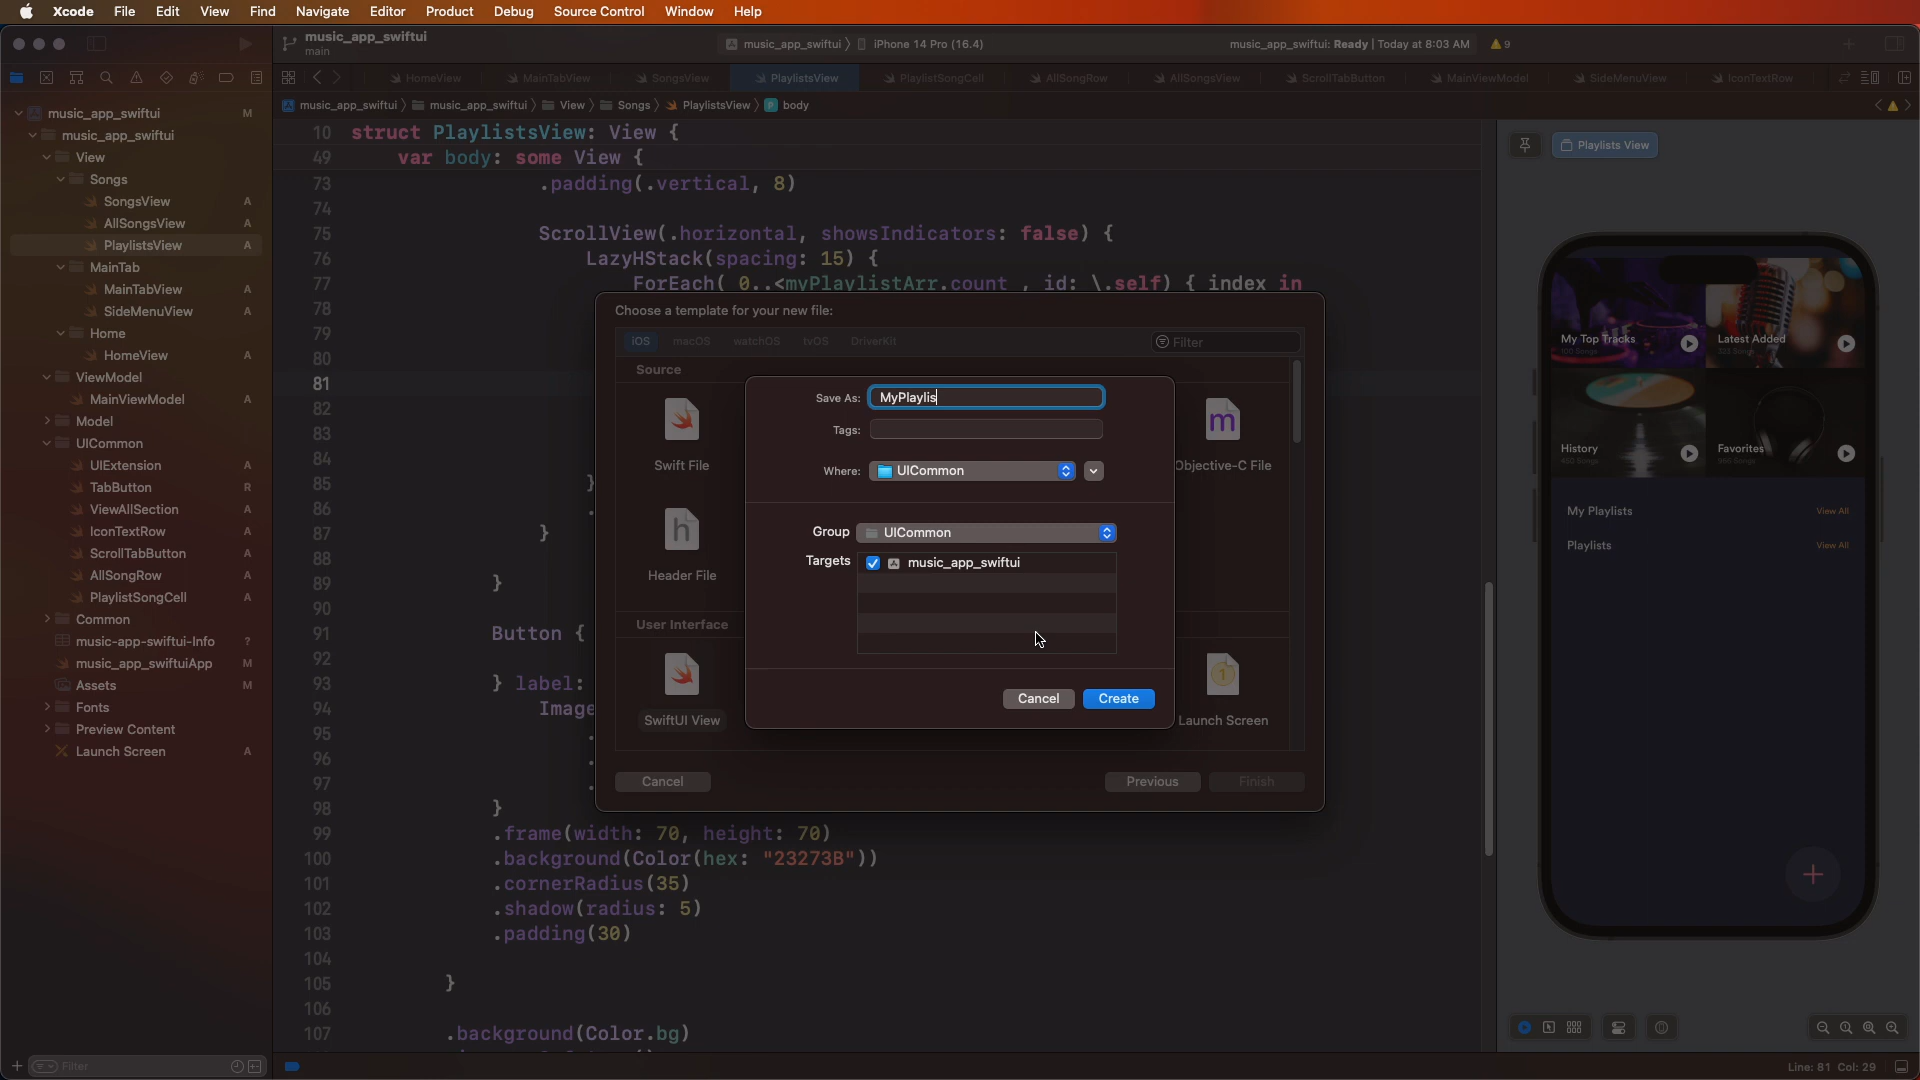 Xcode File Edit View Find Navigate Editor Product Debug Source Control Window Help
music_app_swiftui
main
music_app_swiftui iPhone 14 Pro (16.4)
music_app_swiftui: Ready | Today at 8:03 AM
9
HomeView MainTabView SongsView PlaylistsView PlaylistSongCell AllSongRow AllSongsView ScrollTabButton MainViewModel SideMenuView IconTextRow
music_app_swiftui music_app_swiftui View Songs PlaylistsView body
music_app_swiftui M
music_app_swiftui
View
Songs
SongsView A
AllSongsView A
PlaylistsView A
MainTab
MainTabView A
SideMenuView A
Home
HomeView A
ViewModel
MainViewModel A
Model
UICommon
UIExtension A
TabButton R
ViewAllSection A
IconTextRow A
ScrollTabButton A
AllSongRow A
PlaylistSongCell A
Common
music-app-swiftui-Info ?
music_app_swiftuiApp M
Assets M
Fonts
Preview Content
Launch Screen A
Filter
10 struct PlaylistsView: View {
49 var body: some View {
73 .padding(.vertical, 8)
74
75 ScrollView(.horizontal, showsIndicators: false) {
76 LazyHStack(spacing: 15) {
77 ForEach( 0..<myPlaylistArr.count , id: \.self) { index in
78
79
80
81
82
83
84
85 }
86 .
87 }
88
89 }
90
91 Button {
92
93 } label:
94 Image
95 .
96 .
97 .
98 }
99 .frame(width: 70, height: 70)
100 .background(Color(hex: "23273B"))
101 .cornerRadius(35)
102 .shadow(radius: 5)
103 .padding(30)
104
105 }
106
107 .background(Color.bg)
Choose a template for your new file:
iOS macOS watchOS tvOS DriverKit
Filter
Source
Swift File
Objective-C File
Header File
User Interface
SwiftUI View
Launch Screen
Cancel Previous Finish
Save As: MyPlaylis
Tags:
Where: UICommon
Group UICommon
Targets music_app_swiftui
Cancel Create
Playlists View
My Top Tracks
100 Songs
Latest Added
323 Songs
History
450 Songs
Favorites
966 Songs
My Playlists View All
Playlists View All
Line: 81 Col: 29